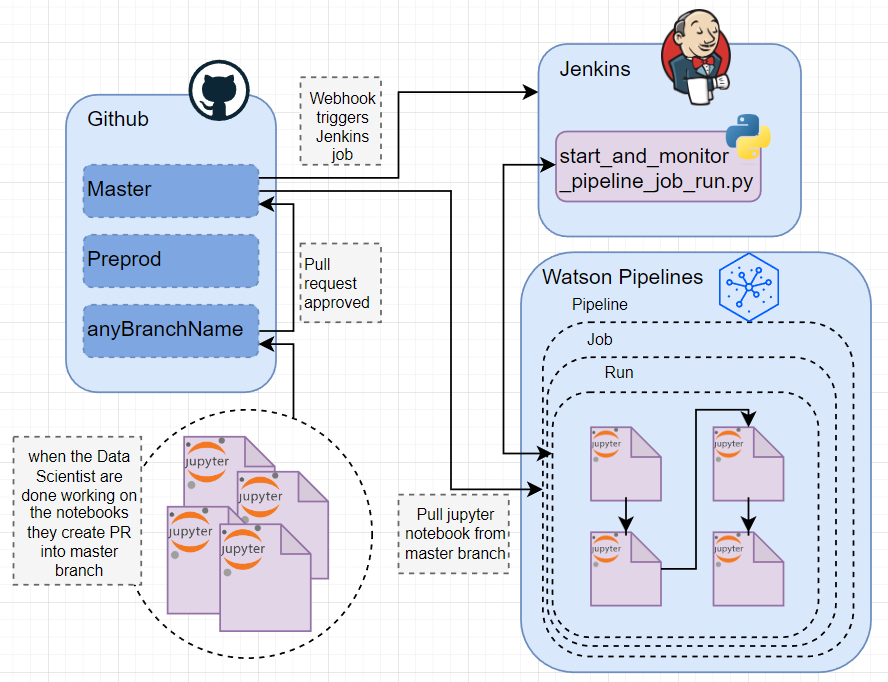 Github
Master
Preprod
anyBranchName
Webhook
triggers
Jenkins
job
Pull
request
approved
Jenkins
start_and_monitor
_pipeline_job_run.py
Watson Pipelines
Pipeline
Job
Run
jupyter
jupyter
jupyter
jupyter
when the Data
Scientist are
done working on
the notebooks
they create PR
into master
branch
jupyter
jupyter
jupyter
jupyter
Pull jupyter
notebook from
master branch